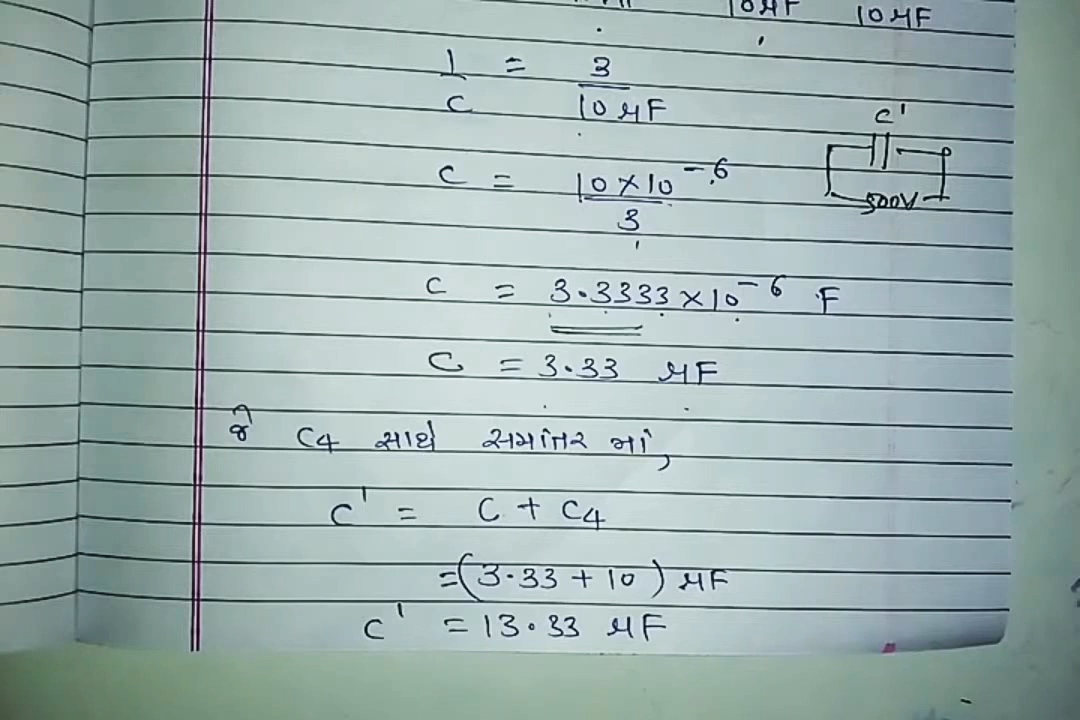 10μF 10μF
1/C = 3/10μF
C'
C = 10×10⁻⁶/3
500V
C = 3.3333×10⁻⁶ F
C = 3.33 μF
જે C4 સાથે સમાંતર માં,
C' = C + C4
=(3.33 + 10) μF
C' = 13.33 μF